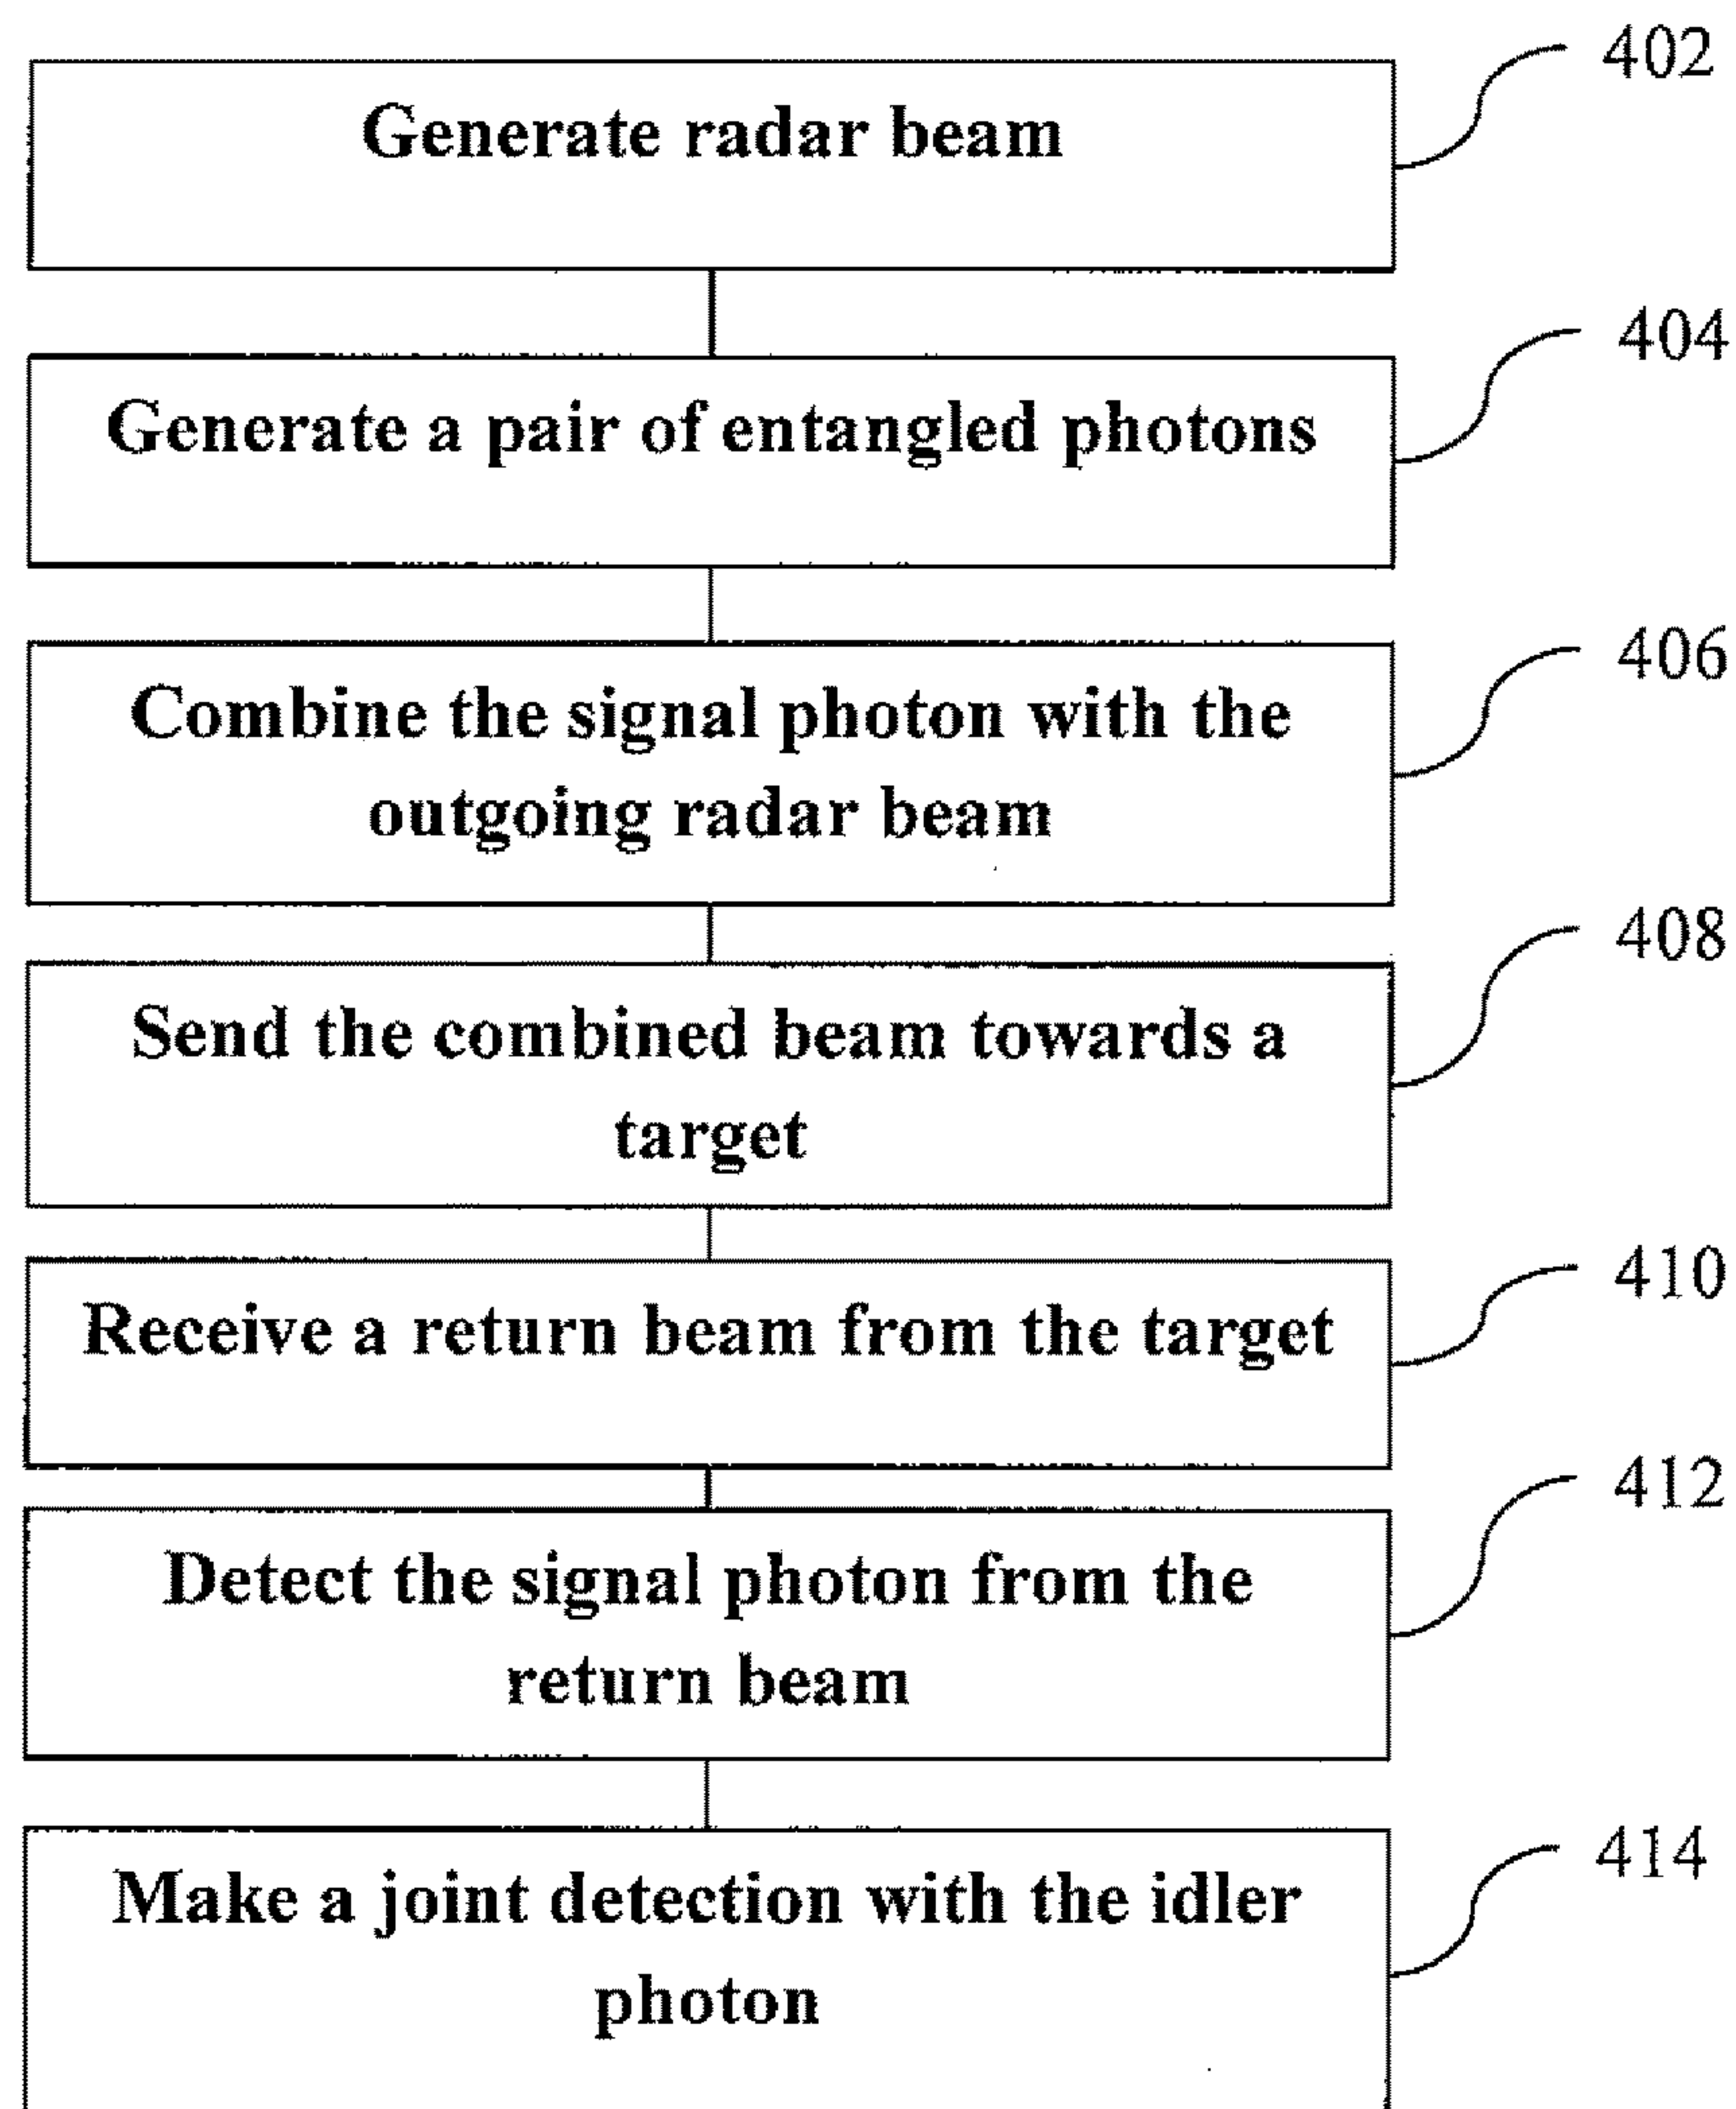 402
Generate radar beam
404
Generate a pair of entangled photons
406
Combine the signal photon with the
outgoing radar beam
408
Send the combined beam towards a
target
410
Receive a return beam from the target
412
Detect the signal photon from the
return beam
414
Make a joint detection with the idler
photon